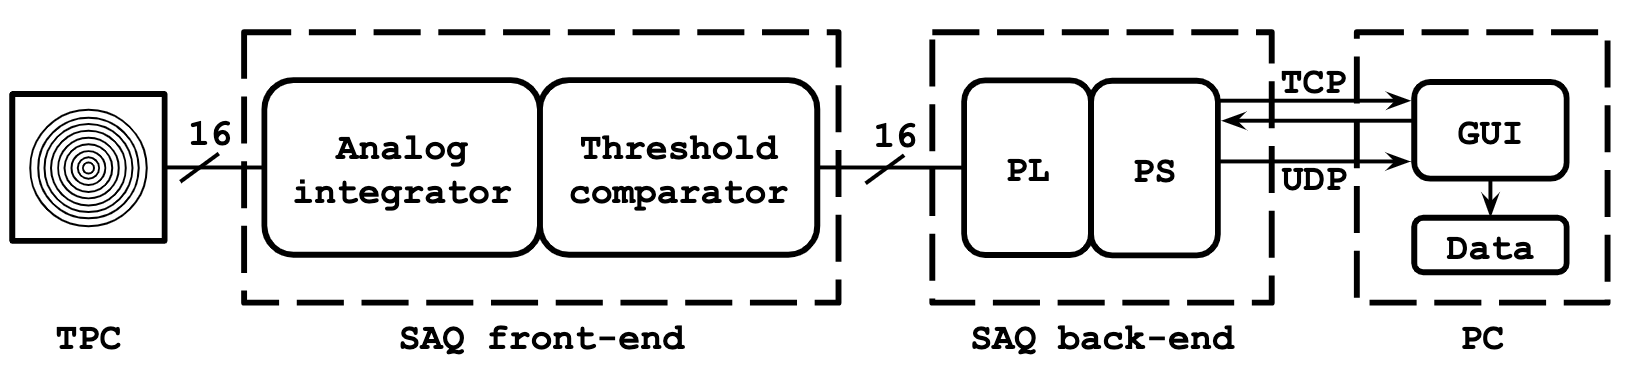 16
Analog
integrator
Threshold
comparator
16
PL
PS
TCP
UDP
GUI
Data
TPC
SAQ front-end
SAQ back-end
PC